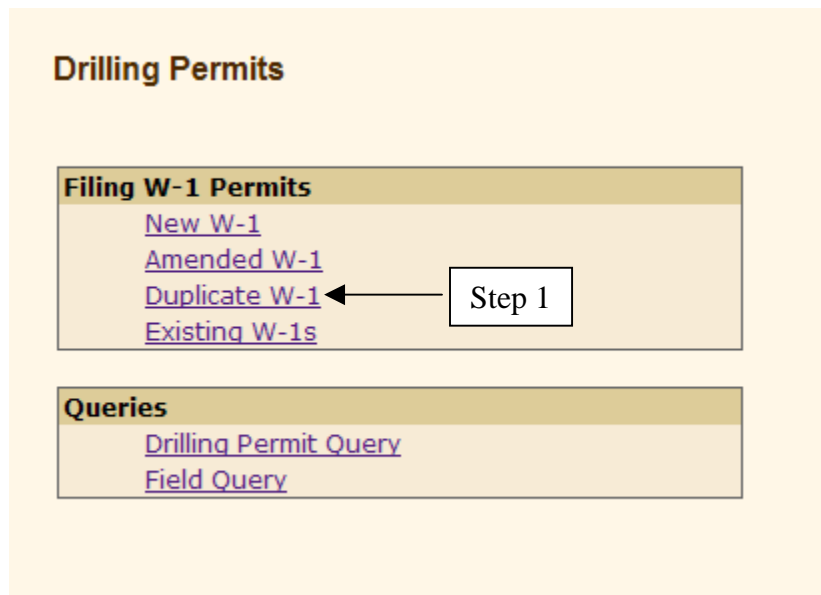 Drilling Permits
Filing W-1 Permits
New W-1
Amended W-1
Duplicate W-1
Step 1
Existing W-1s
Queries
Drilling Permit Query
Field Query